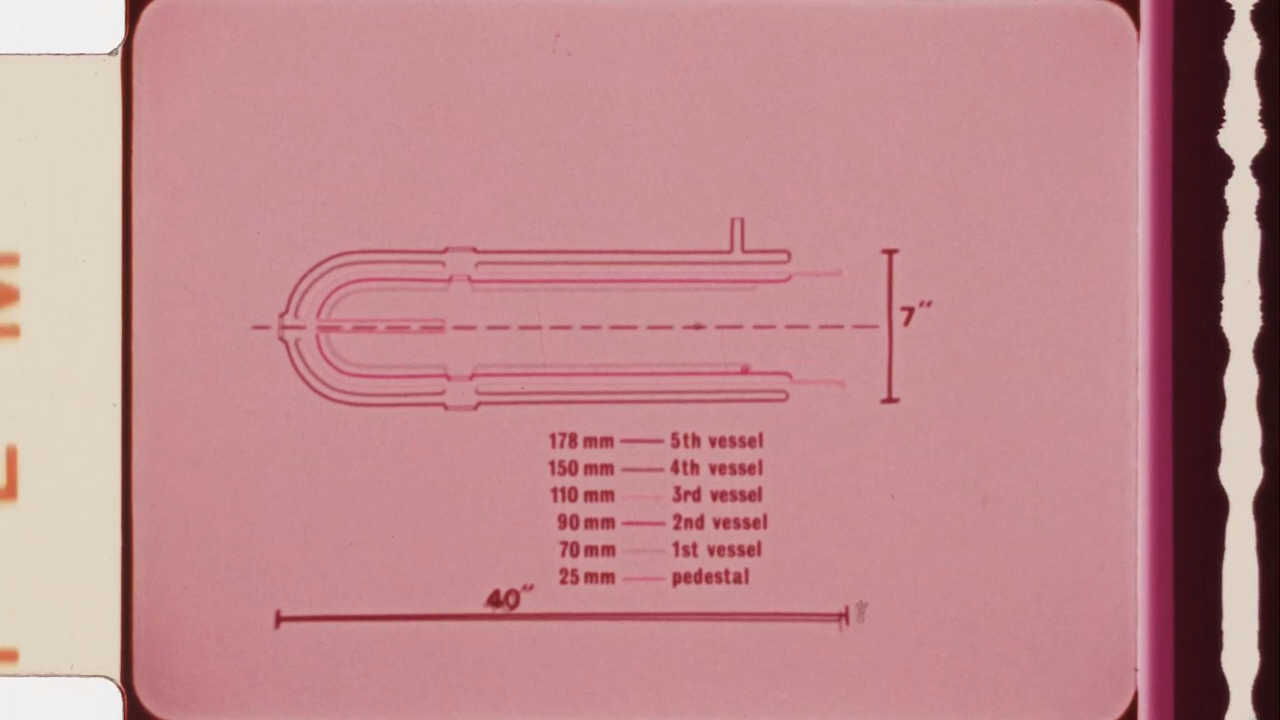 7″
178 mm — 5th vessel
150 mm — 4th vessel
110 mm — 3rd vessel
90 mm — 2nd vessel
70 mm — 1st vessel
25 mm — pedestal
40″